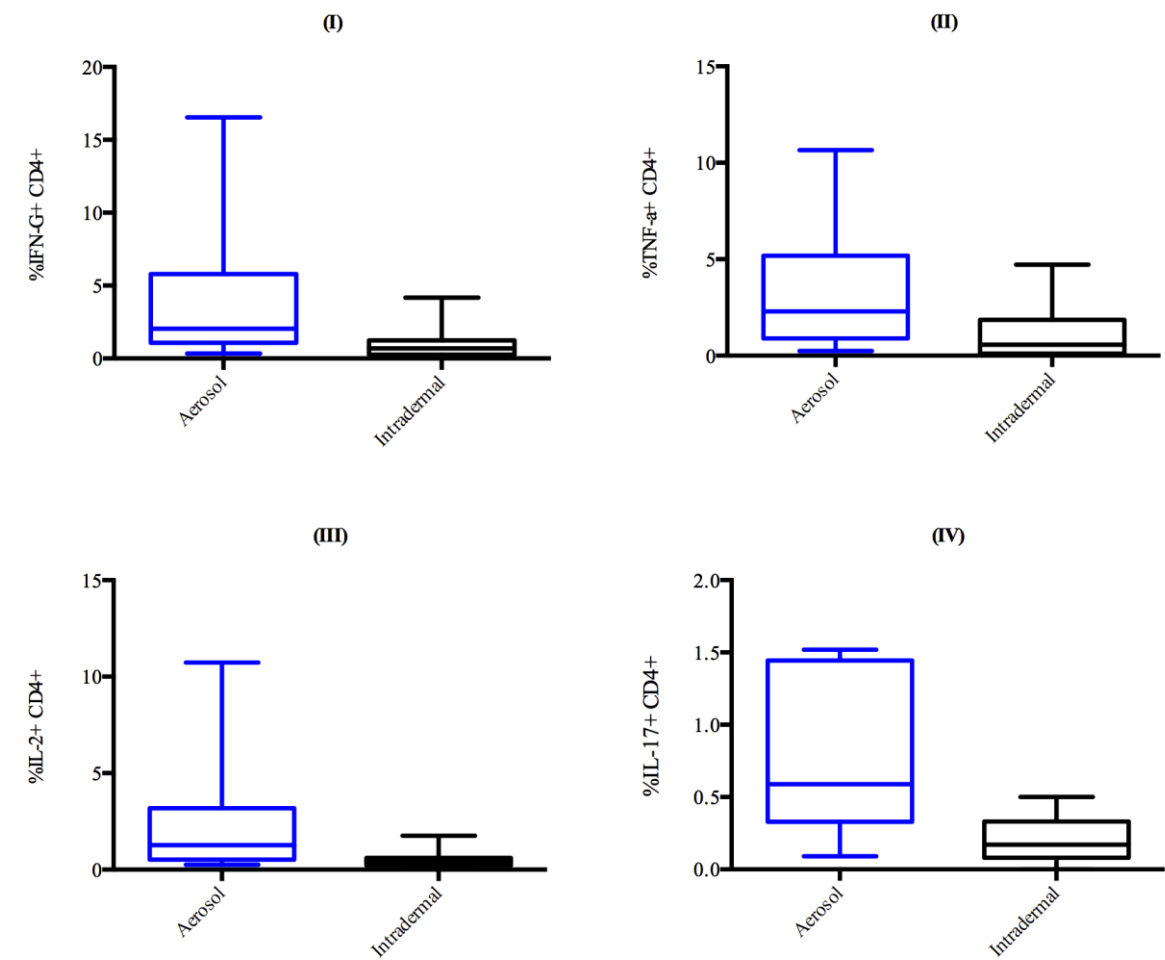 (I)
20
15
10
5
0
%IFN-G+ CD4+
Aerosol
Intradermal
(II)
15
10
5
0
%TNF-a+ CD4+
Aerosol
Intradermal
(III)
15
10
5
0
%IL-2+ CD4+
Aerosol
Intradermal
(IV)
2.0
1.5
1.0
0.5
0.0
%IL-17+ CD4+
Aerosol
Intradermal